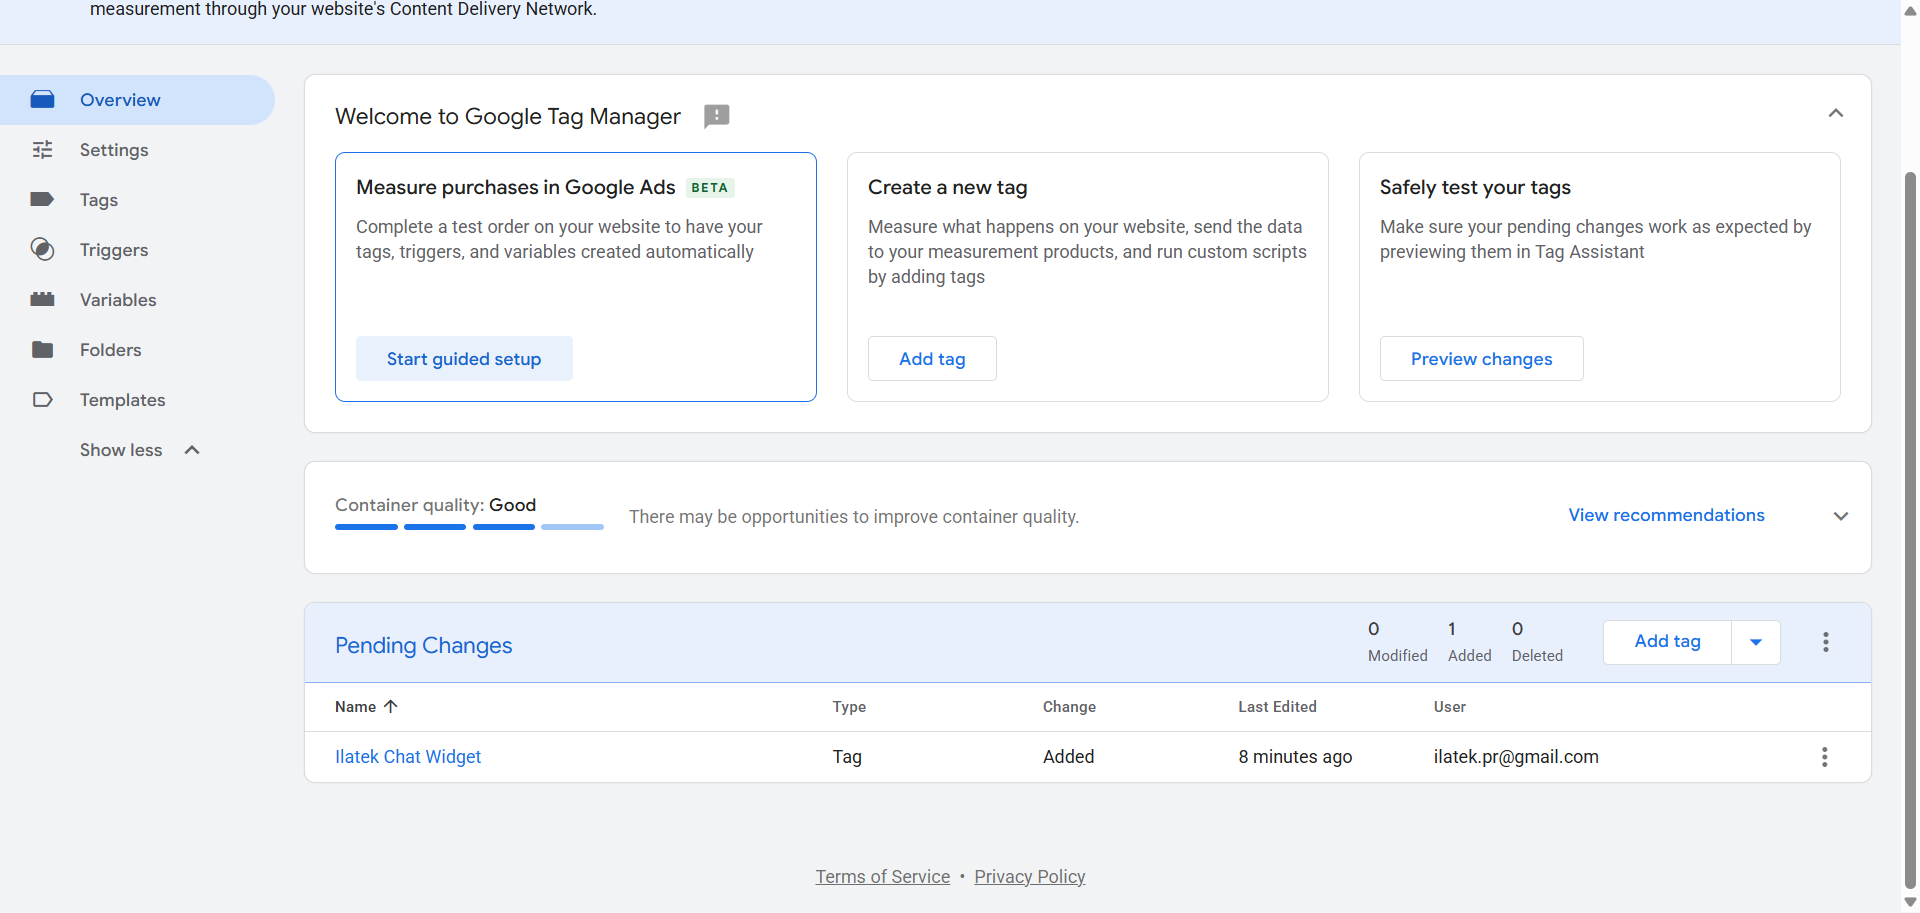 measurement through your website's Content Delivery Network.
Overview
Settings
Tags
Triggers
Variables
Folders
Templates
Show less
Welcome to Google Tag Manager
Measure purchases in Google Ads BETA
Complete a test order on your website to have your
tags, triggers, and variables created automatically
Start guided setup
Create a new tag
Measure what happens on your website, send the data
to your measurement products, and run custom scripts
by adding tags
Add tag
Safely test your tags
Make sure your pending changes work as expected by
previewing them in Tag Assistant
Preview changes
Container quality: Good
There may be opportunities to improve container quality.
View recommendations
Pending Changes
0 1 0
Modified Added Deleted
Add tag
Name Type Change Last Edited User
Ilatek Chat Widget Tag Added 8 minutes ago ilatek.pr@gmail.com
Terms of Service • Privacy Policy